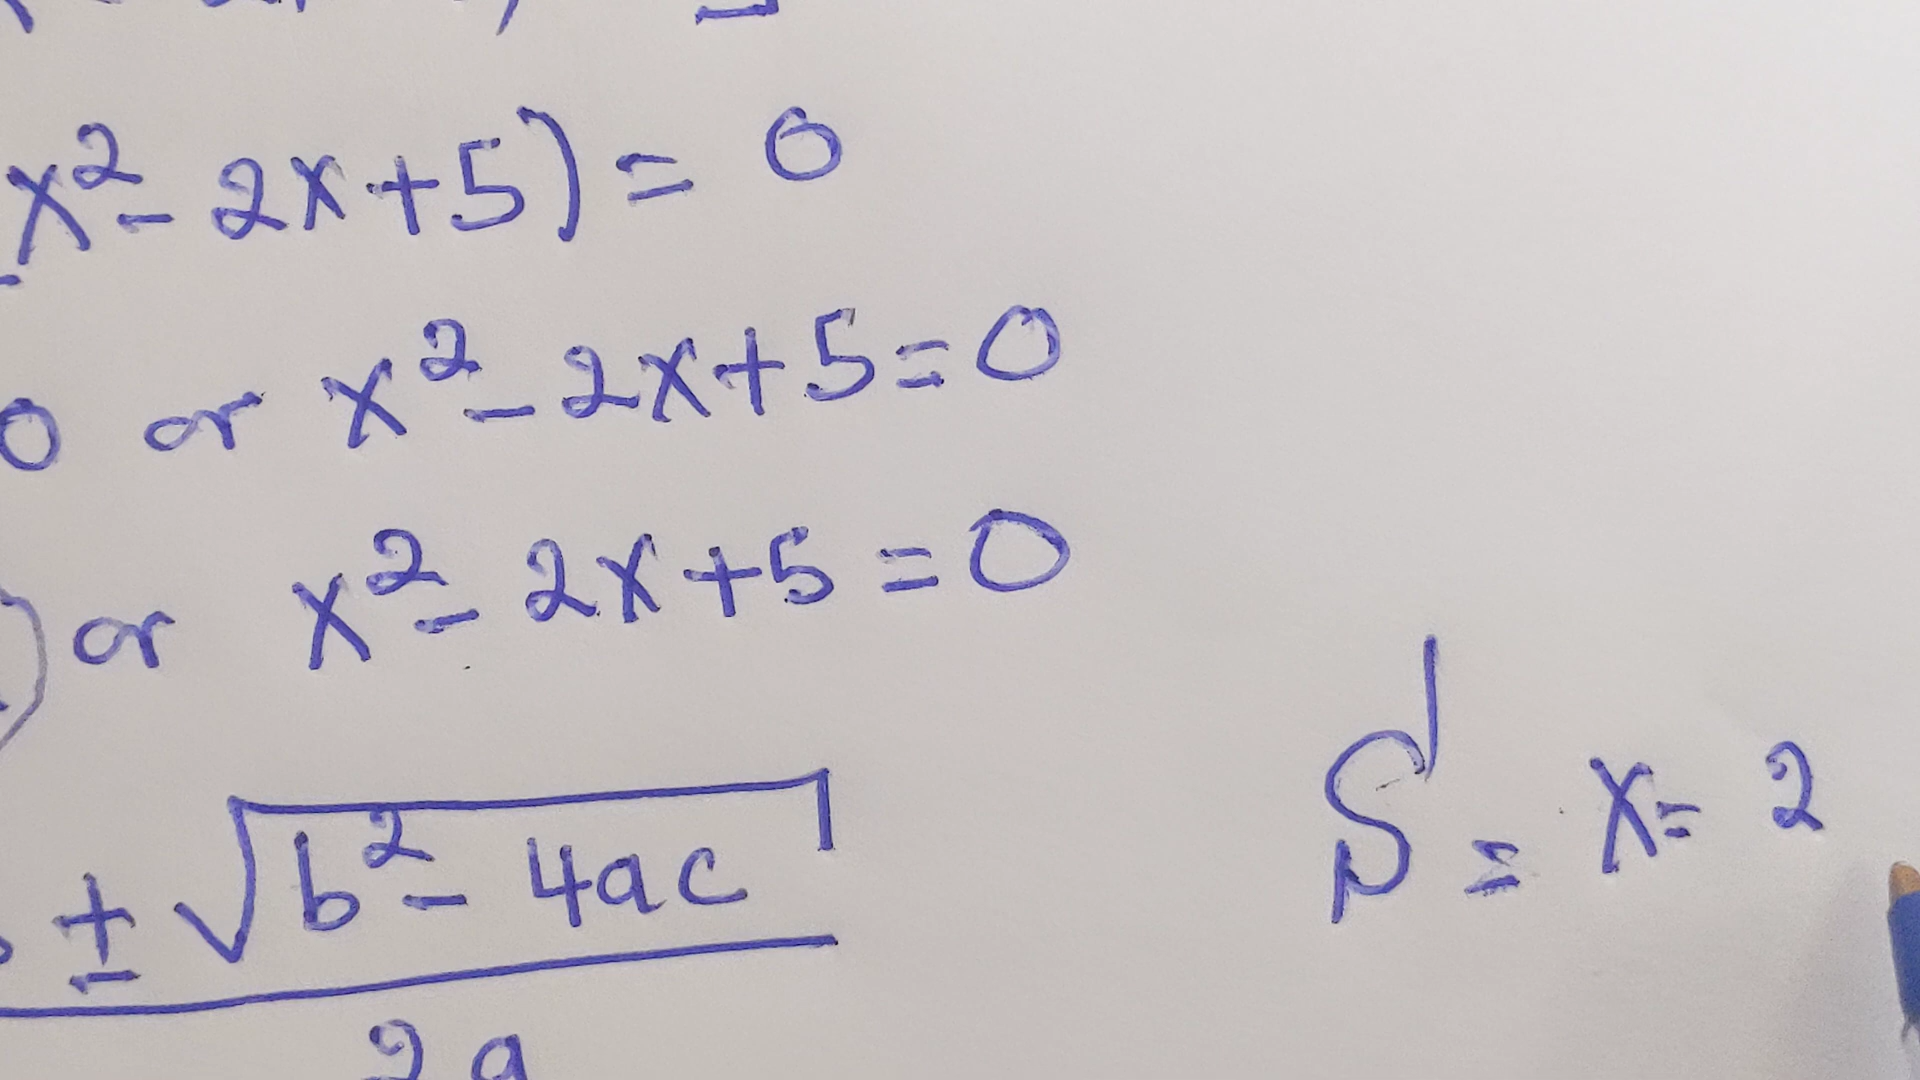 x² - 2x + 5) = 0
0 or x² - 2x + 5 = 0
) or x² - 2x + 5 = 0
± √b² - 4ac
2a
S = x = 2